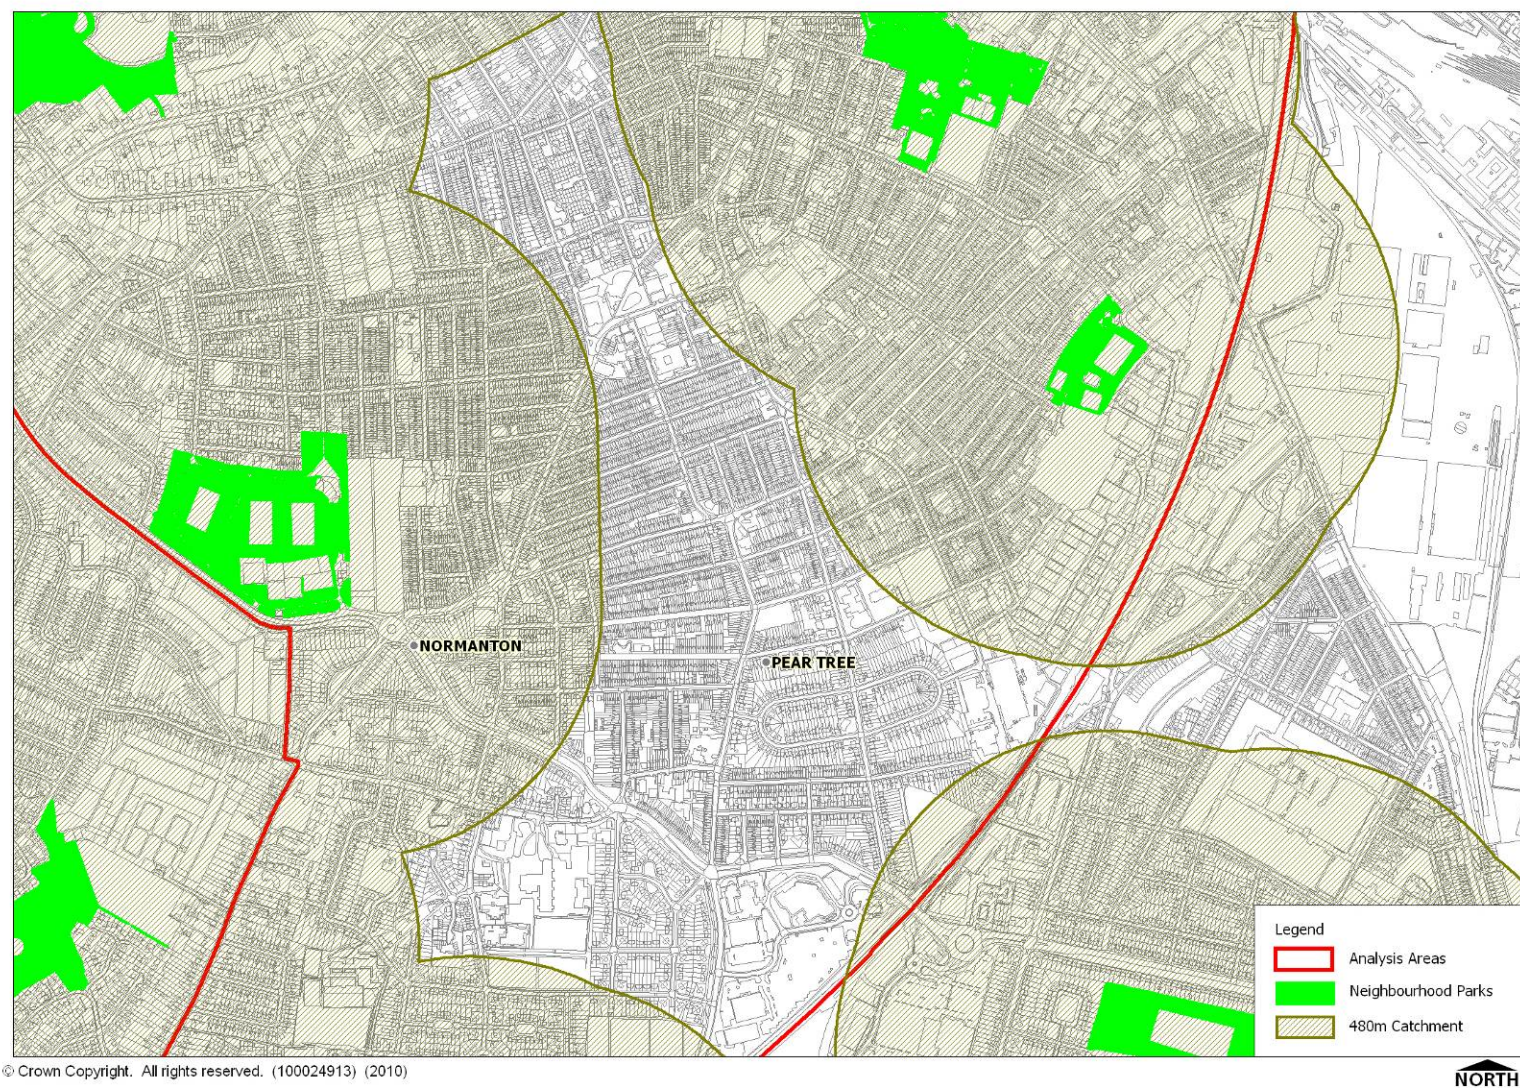 NORMANTON
PEAR TREE
Legend
Analysis Areas
Neighbourhood Parks
480m Catchment
© Crown Copyright. All rights reserved. (100024913) (2010)
NORTH